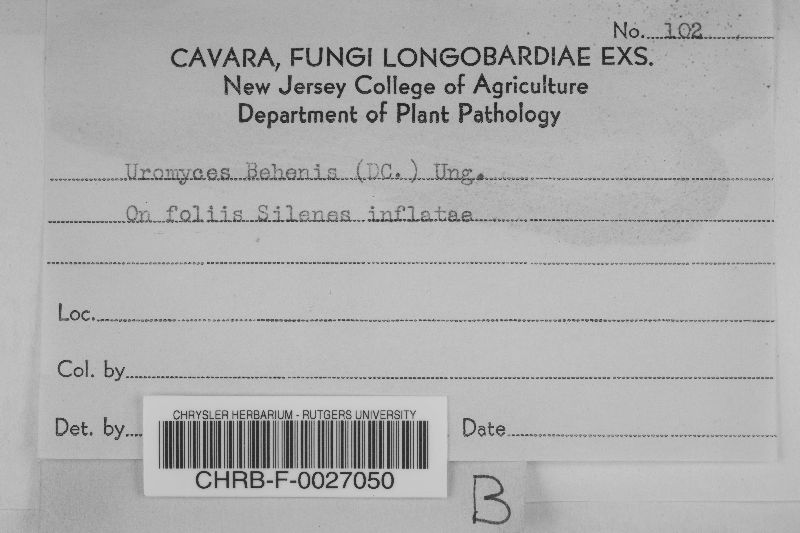 No. 102
CAVARA, FUNGI LONGOBARDIAE EXS.
New Jersey College of Agriculture
Department of Plant Pathology
Uromyces Behenis (DC.) Ung.
On foliis Silenes inflatae
Loc.
Col. by
Det. by
Date
CHRYSLER HERBARIUM - RUTGERS UNIVERSITY
CHRB-F-0027050
B